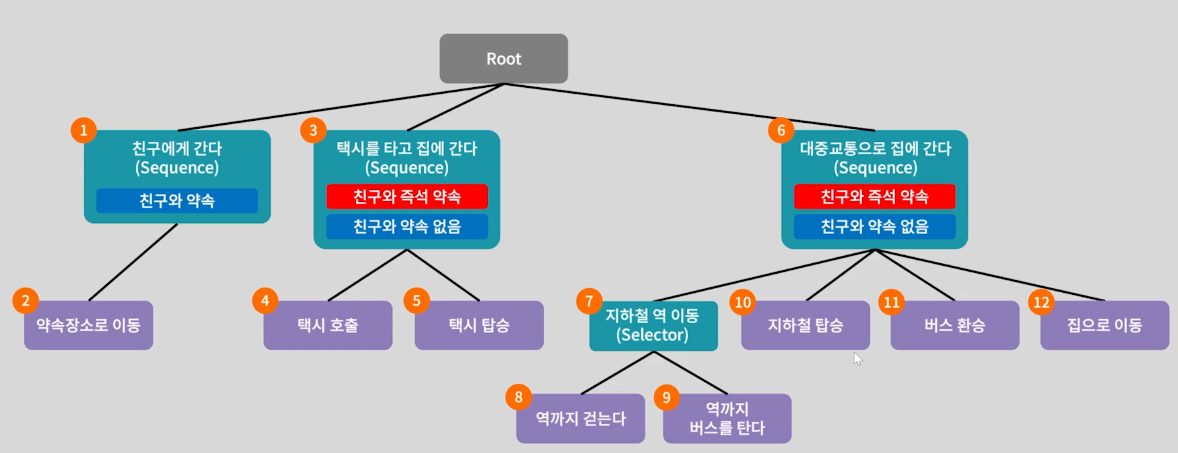 Root
1
친구에게 간다
(Sequence)
친구와 약속
3
택시를 타고 집에 간다
(Sequence)
친구와 즉석 약속
친구와 약속 없음
6
대중교통으로 집에 간다
(Sequence)
친구와 즉석 약속
친구와 약속 없음
2
약속장소로 이동
4
택시 호출
5
택시 탑승
7
지하철 역 이동
(Selector)
10
지하철 탑승
11
버스 환승
12
집으로 이동
8
역까지 걷는다
9
역까지
버스를 탄다